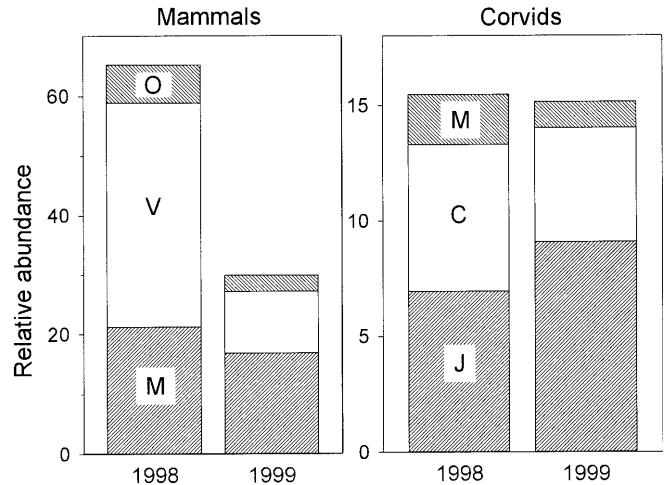 Mammals
Corvids
Relative abundance
60
40
20
0
O
V
M
1998
1999
15
10
5
0
M
C
J
1998
1999